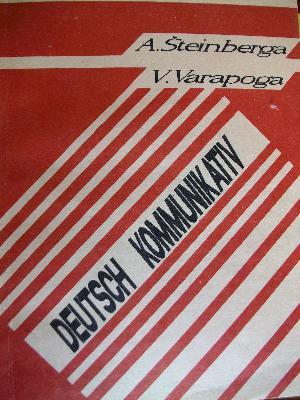 A.Šteinberga
V.Varapoga
DEUTSCH KOMMUNIKATIV